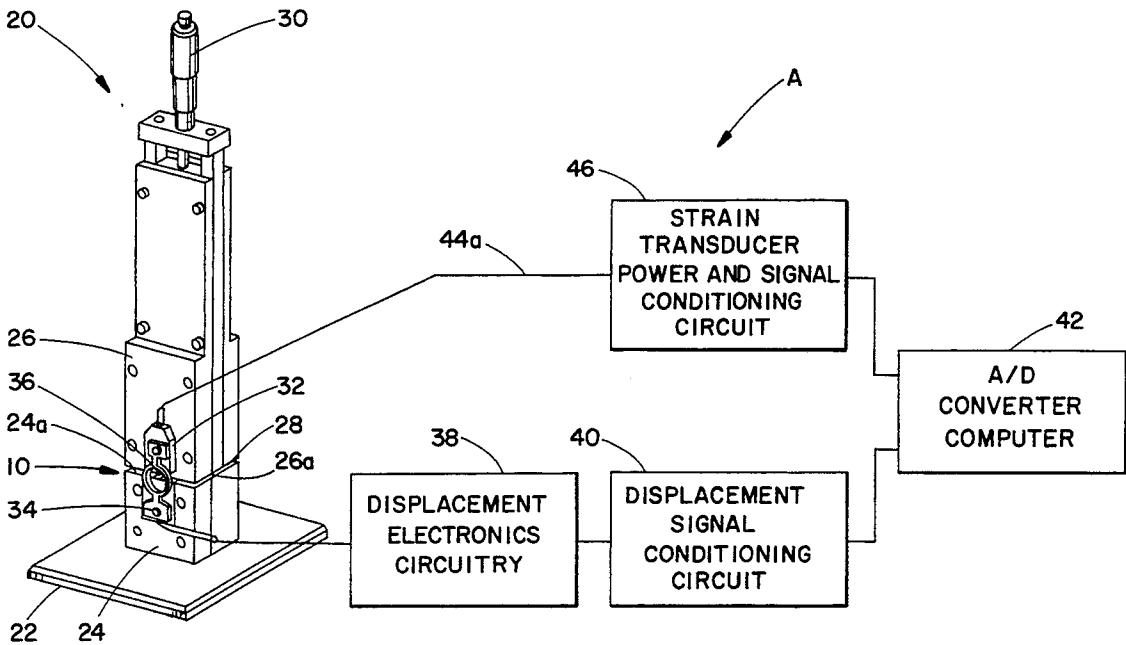 20
30
A
46
STRAIN
TRANSDUCER
POWER AND SIGNAL
CONDITIONING
CIRCUIT
44a
42
A/D
CONVERTER
COMPUTER
26
36
32
24a
28
10
26a
34
38
DISPLACEMENT
ELECTRONICS
CIRCUITRY
40
DISPLACEMENT
SIGNAL
CONDITIONING
CIRCUIT
22
24